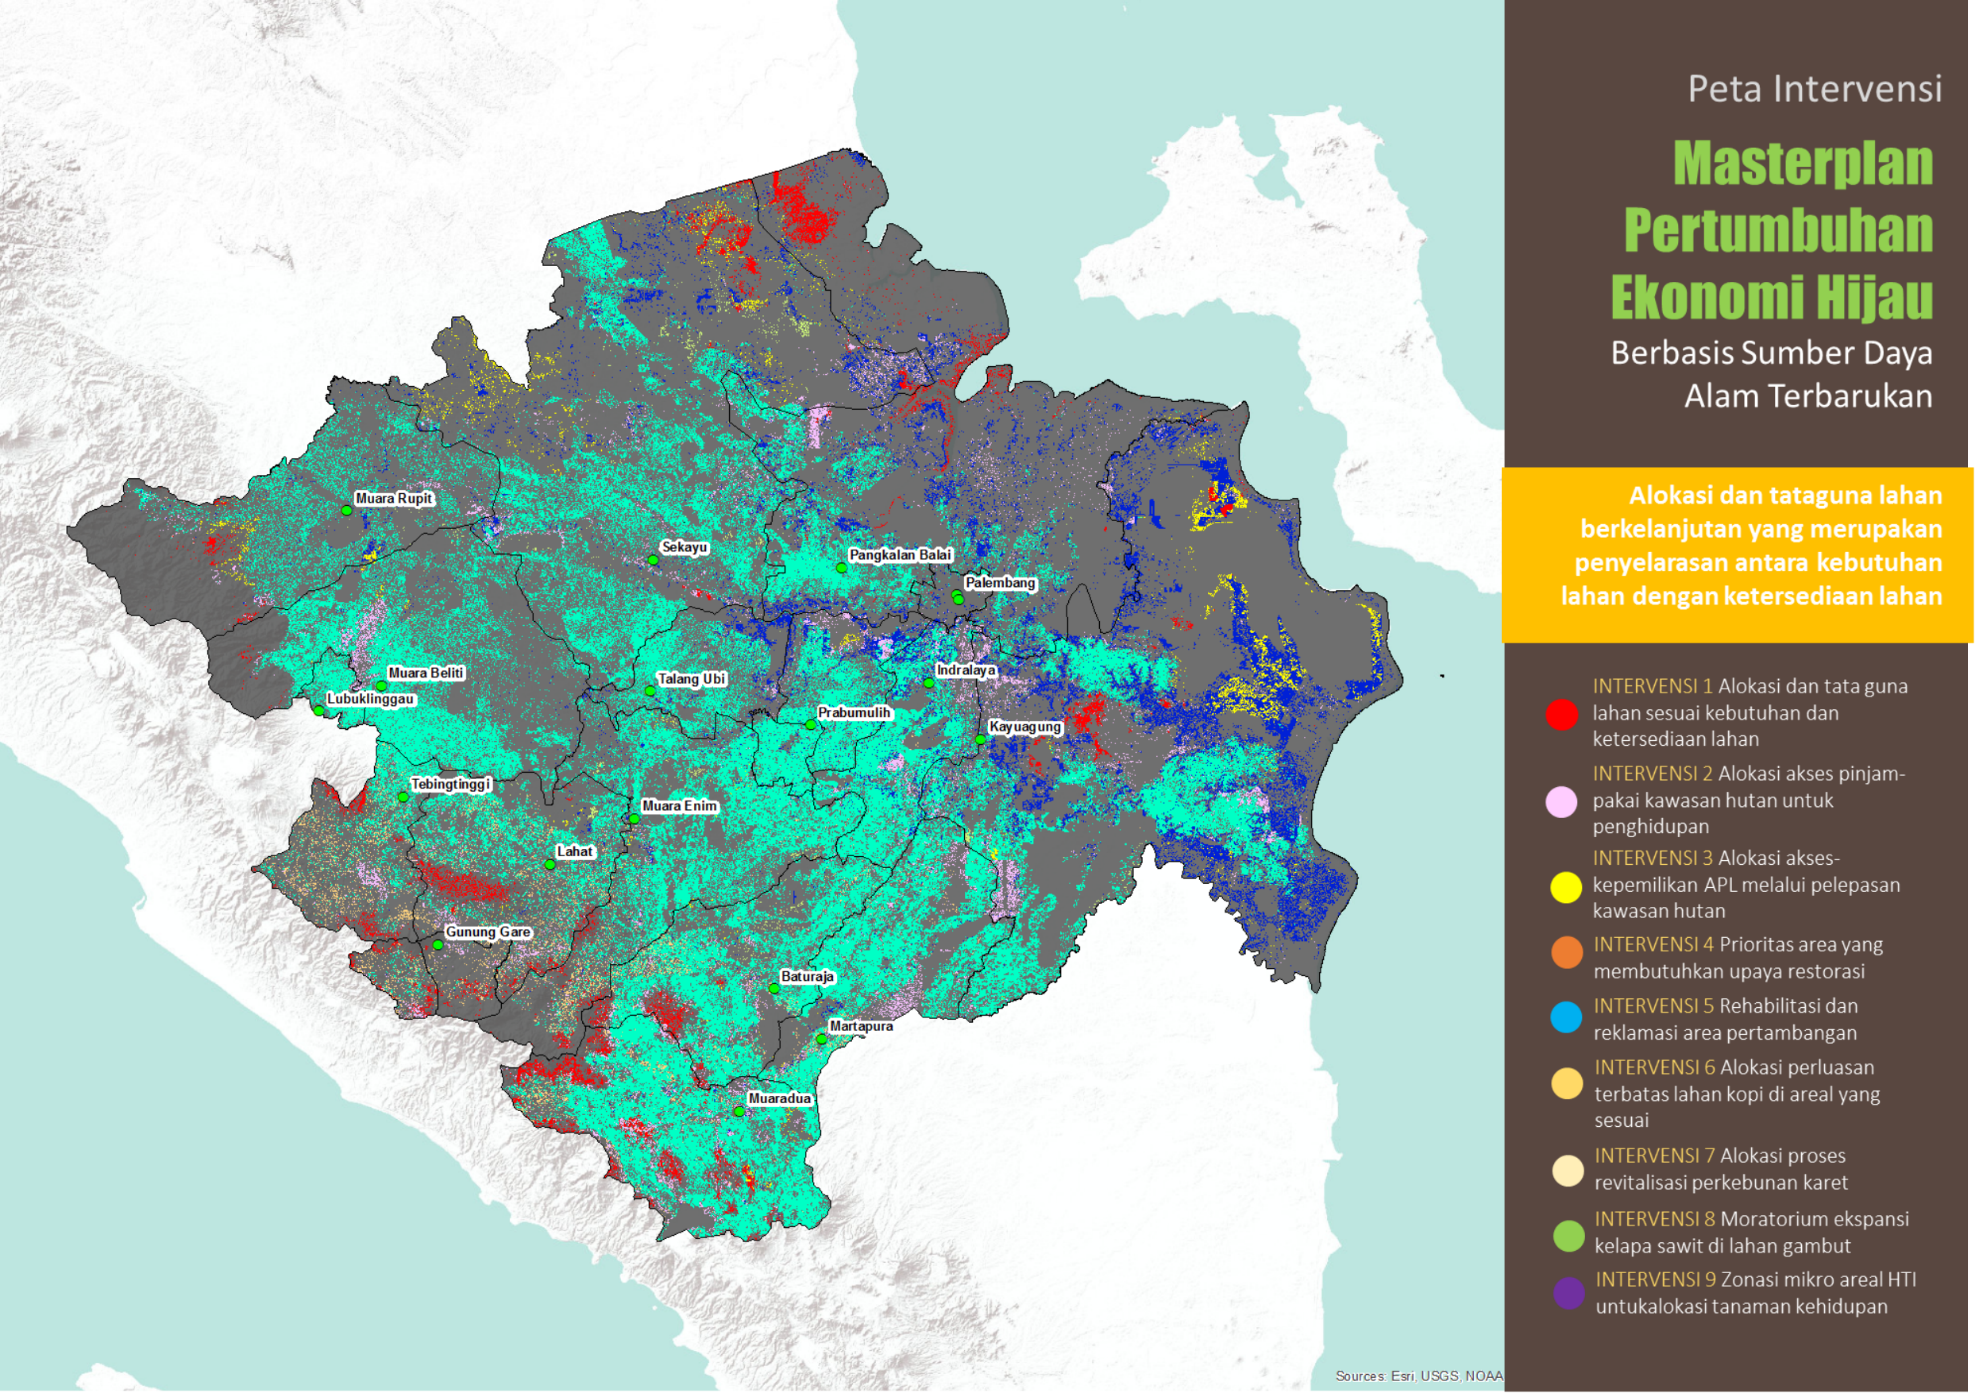 Peta Intervensi
Masterplan
Pertumbuhan
Ekonomi Hijau
Berbasis Sumber Daya
Alam Terbarukan
Alokasi dan tataguna lahan
berkelanjutan yang merupakan
penyelarasan antara kebutuhan
lahan dengan ketersediaan lahan
INTERVENSI 1 Alokasi dan tata guna
lahan sesuai kebutuhan dan
ketersediaan lahan
INTERVENSI 2 Alokasi akses pinjam-
pakai kawasan hutan untuk
penghidupan
INTERVENSI 3 Alokasi akses-
kepemilikan APL melalui pelepasan
kawasan hutan
INTERVENSI 4 Prioritas area yang
membutuhkan upaya restorasi
INTERVENSI 5 Rehabilitasi dan
reklamasi area pertambangan
INTERVENSI 6 Alokasi perluasan
terbatas lahan kopi di areal yang
sesuai
INTERVENSI 7 Alokasi proses
revitalisasi perkebunan karet
INTERVENSI 8 Moratorium ekspansi
kelapa sawit di lahan gambut
INTERVENSI 9 Zonasi mikro areal HTI
untukalokasi tanaman kehidupan
Muara Rupit
Sekayu
Pangkalan Balai
Palembang
Muara Beliti
Lubuklinggau
Talang Ubi
Indralaya
Prabumulih
Kayuagung
Tebingtinggi
Muara Enim
Lahat
Gunung Gare
Baturaja
Martapura
Muaradua
Sources: Esri, USGS, NOAA